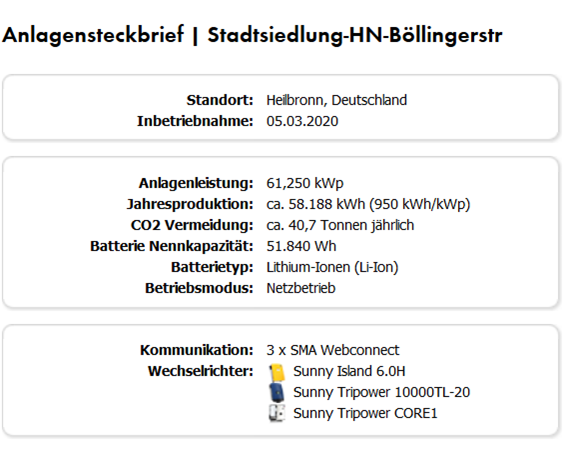 Anlagensteckbrief | Stadtsiedlung-HN-Böllingerstr
Standort: Heilbronn, Deutschland
Inbetriebnahme: 05.03.2020
Anlagenleistung: 61,250 kWp
Jahresproduktion: ca. 58.188 kWh (950 kWh/kWp)
CO2 Vermeidung: ca. 40,7 Tonnen jährlich
Batterie Nennkapazität: 51.840 Wh
Batterietyp: Lithium-Ionen (Li-Ion)
Betriebsmodus: Netzbetrieb
Kommunikation: 3 x SMA Webconnect
Wechselrichter: Sunny Island 6.0H
Sunny Tripower 10000TL-20
Sunny Tripower CORE1